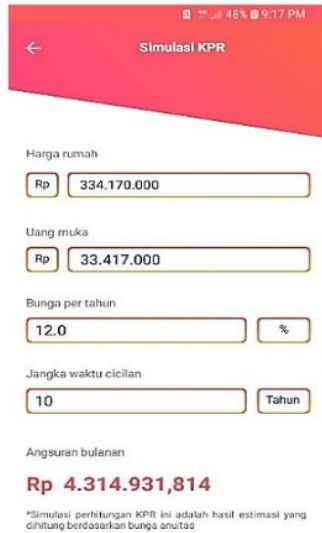 48% 9:17 PM
Simulasi KPR
Harga rumah
Rp 334.170.000
Uang muka
Rp 33.417.000
Bunga per tahun
12.0 %
Jangka waktu cicilan
10 Tahun
Angsuran bulanan
Rp 4.314.931,814
*Simulasi perhitungan KPR ini adalah hasil estimasi yang
dihitung berdasarkan bunga anuitas